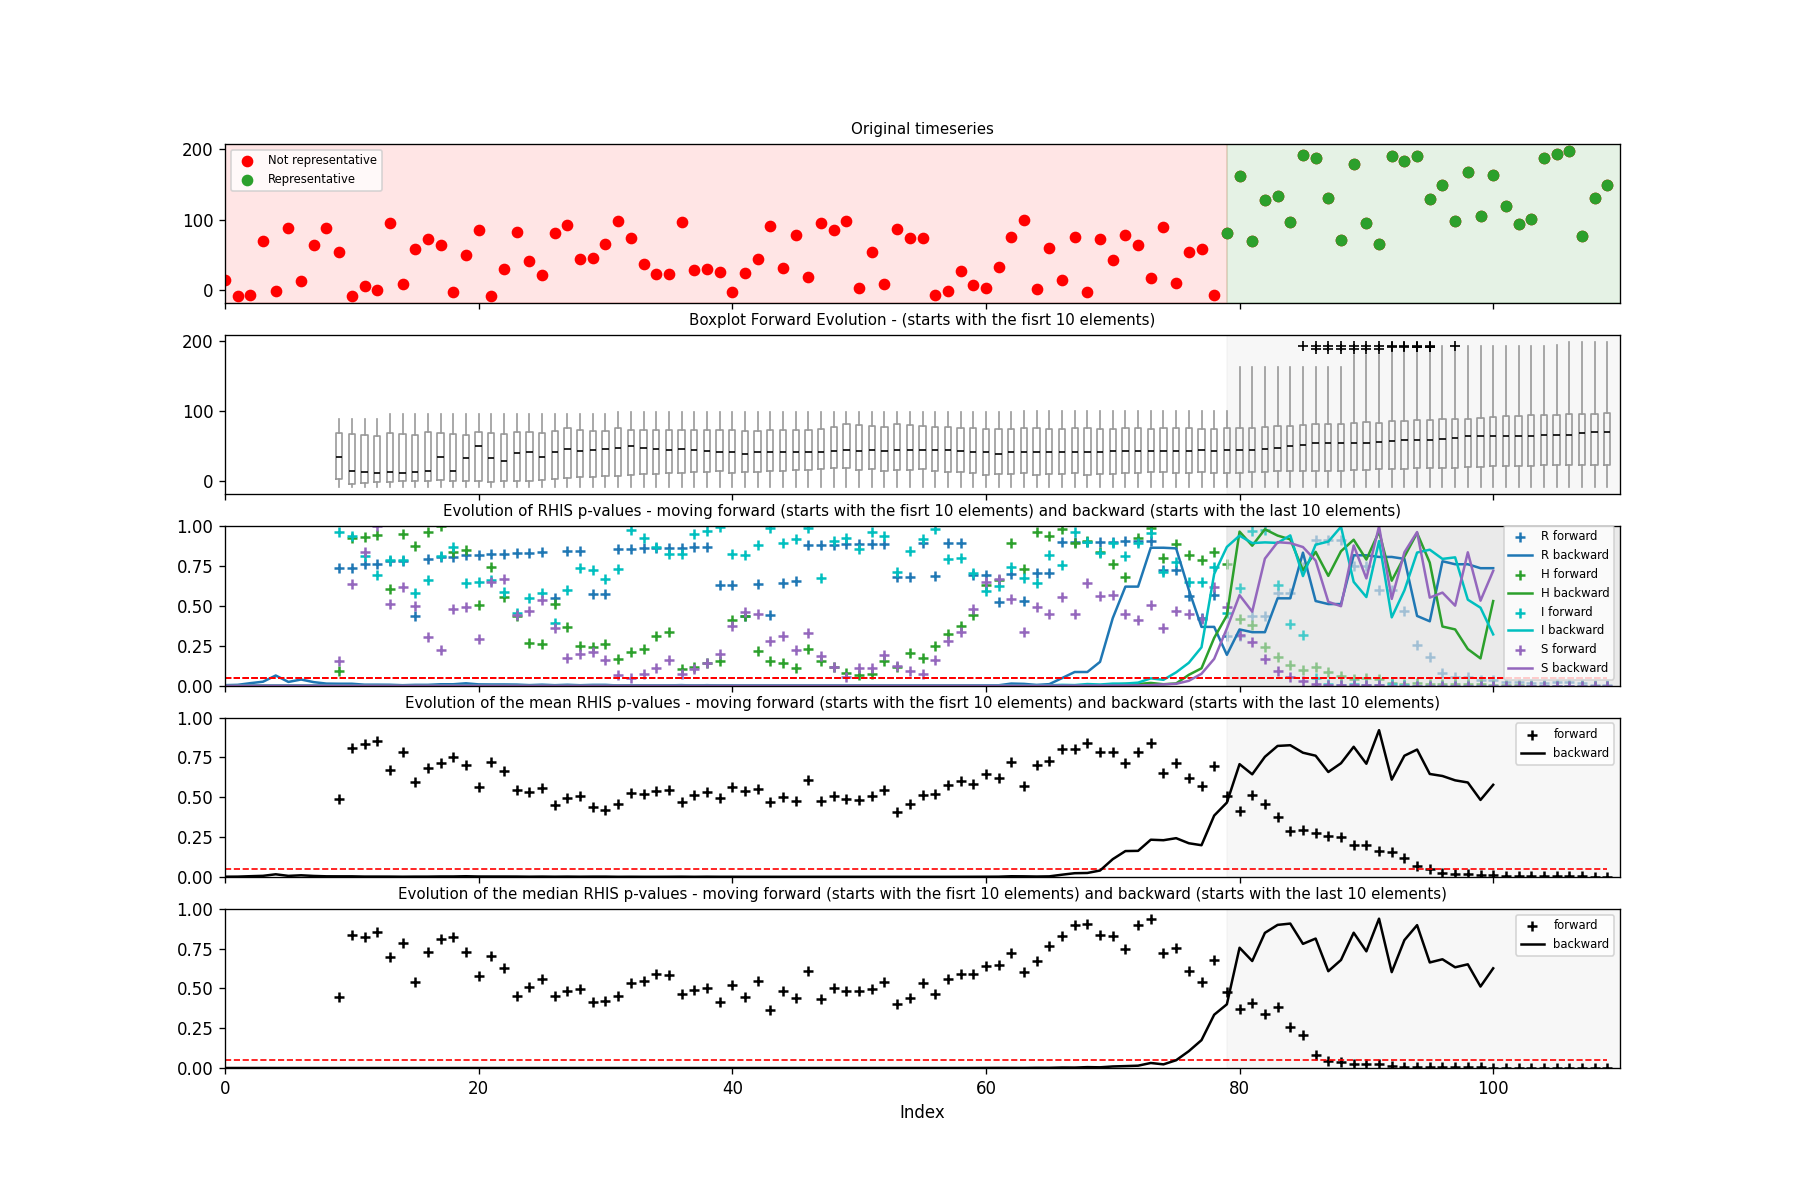 Original timeseries
200
100
0
Not representative
Representative
Boxplot Forward Evolution - (starts with the fisrt 10 elements)
200
100
0
Evolution of RHIS p-values - moving forward (starts with the fisrt 10 elements) and backward (starts with the last 10 elements)
1.00
0.75
0.50
0.25
0.00
R forward
R backward
H forward
H backward
I forward
I backward
S forward
S backward
Evolution of the mean RHIS p-values - moving forward (starts with the fisrt 10 elements) and backward (starts with the last 10 elements)
1.00
0.75
0.50
0.25
0.00
forward
backward
Evolution of the median RHIS p-values - moving forward (starts with the fisrt 10 elements) and backward (starts with the last 10 elements)
1.00
0.75
0.50
0.25
0.00
forward
backward
0 20 40 60 80 100
Index